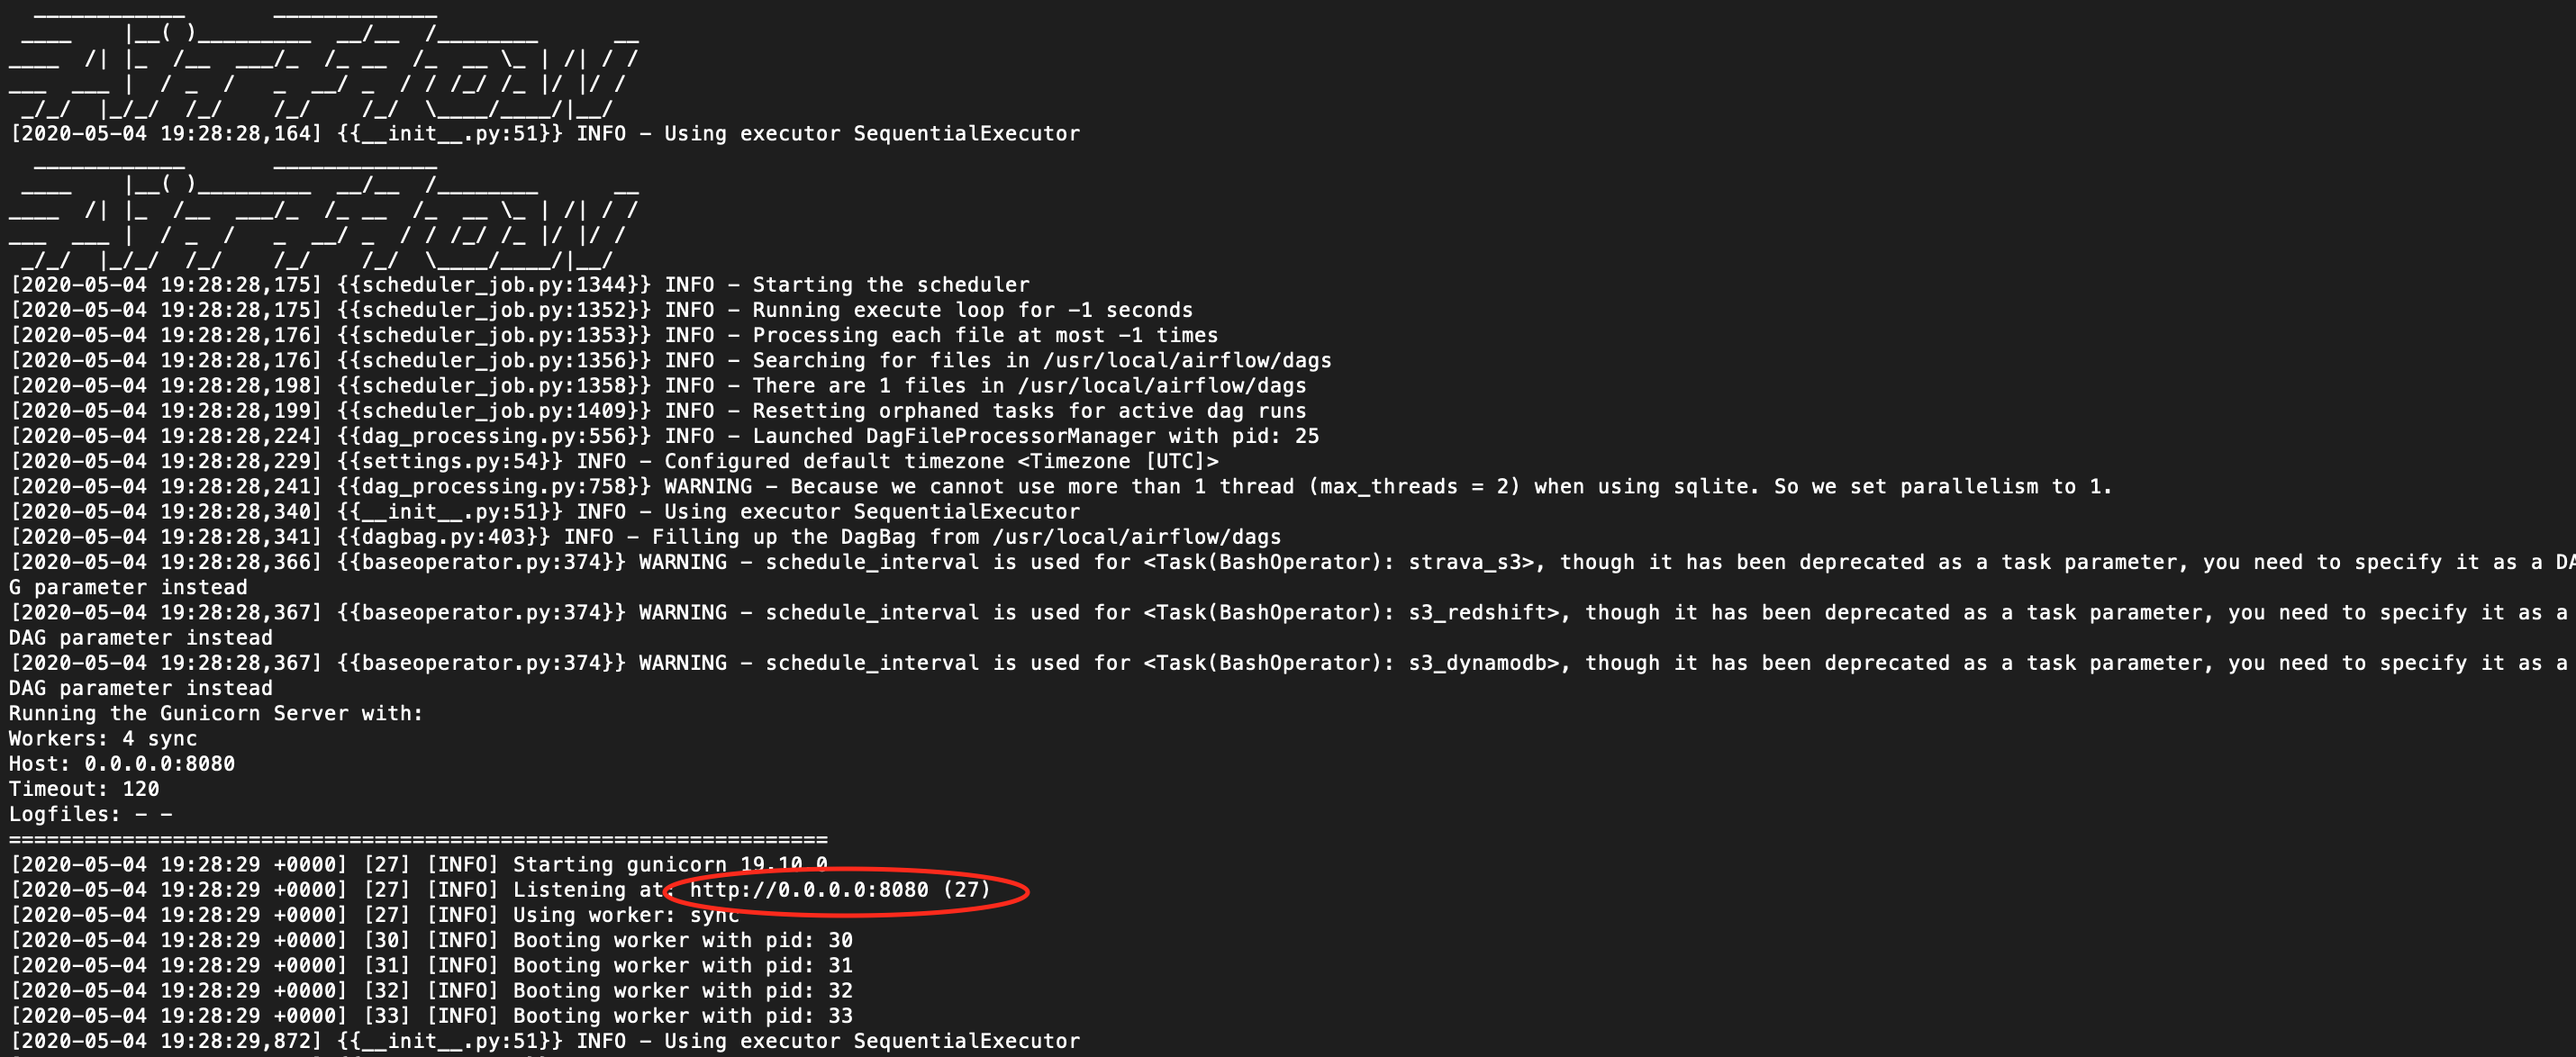 ____________       _____________
 ____    |__( )_________  __/__  /________      __
____  /| |_  /__  ___/_  /_ __  /_  __ \_ | /| / /
___  ___ |  / _  /   _  __/ _  / / /_/ /_ |/ |/ /
 _/_/  |_/_/  /_/    /_/    /_/  \____/____/|__/
[2020-05-04 19:28:28,164] {{__init__.py:51}} INFO - Using executor SequentialExecutor
  ____________       _____________
 ____    |__( )_________  __/__  /________      __
____  /| |_  /__  ___/_  /_ __  /_  __ \_ | /| / /
___  ___ |  / _  /   _  __/ _  / / /_/ /_ |/ |/ /
 _/_/  |_/_/  /_/    /_/    /_/  \____/____/|__/
[2020-05-04 19:28:28,175] {{scheduler_job.py:1344}} INFO - Starting the scheduler
[2020-05-04 19:28:28,175] {{scheduler_job.py:1352}} INFO - Running execute loop for -1 seconds
[2020-05-04 19:28:28,176] {{scheduler_job.py:1353}} INFO - Processing each file at most -1 times
[2020-05-04 19:28:28,176] {{scheduler_job.py:1356}} INFO - Searching for files in /usr/local/airflow/dags
[2020-05-04 19:28:28,198] {{scheduler_job.py:1358}} INFO - There are 1 files in /usr/local/airflow/dags
[2020-05-04 19:28:28,199] {{scheduler_job.py:1409}} INFO - Resetting orphaned tasks for active dag runs
[2020-05-04 19:28:28,224] {{dag_processing.py:556}} INFO - Launched DagFileProcessorManager with pid: 25
[2020-05-04 19:28:28,229] {{settings.py:54}} INFO - Configured default timezone <Timezone [UTC]>
[2020-05-04 19:28:28,241] {{dag_processing.py:758}} WARNING - Because we cannot use more than 1 thread (max_threads = 2) when using sqlite. So we set parallelism to 1.
[2020-05-04 19:28:28,340] {{__init__.py:51}} INFO - Using executor SequentialExecutor
[2020-05-04 19:28:28,341] {{dagbag.py:403}} INFO - Filling up the DagBag from /usr/local/airflow/dags
[2020-05-04 19:28:28,366] {{baseoperator.py:374}} WARNING - schedule_interval is used for <Task(BashOperator): strava_s3>, though it has been deprecated as a task parameter, you need to specify it as a DA
G parameter instead
[2020-05-04 19:28:28,367] {{baseoperator.py:374}} WARNING - schedule_interval is used for <Task(BashOperator): s3_redshift>, though it has been deprecated as a task parameter, you need to specify it as a
DAG parameter instead
[2020-05-04 19:28:28,367] {{baseoperator.py:374}} WARNING - schedule_interval is used for <Task(BashOperator): s3_dynamodb>, though it has been deprecated as a task parameter, you need to specify it as a
DAG parameter instead
Running the Gunicorn Server with:
Workers: 4 sync
Host: 0.0.0.0:8080
Timeout: 120
Logfiles: - -
=================================================================
[2020-05-04 19:28:29 +0000] [27] [INFO] Starting gunicorn 19.10.0
[2020-05-04 19:28:29 +0000] [27] [INFO] Listening at: http://0.0.0.0:8080 (27)
[2020-05-04 19:28:29 +0000] [27] [INFO] Using worker: sync
[2020-05-04 19:28:29 +0000] [30] [INFO] Booting worker with pid: 30
[2020-05-04 19:28:29 +0000] [31] [INFO] Booting worker with pid: 31
[2020-05-04 19:28:29 +0000] [32] [INFO] Booting worker with pid: 32
[2020-05-04 19:28:29 +0000] [33] [INFO] Booting worker with pid: 33
[2020-05-04 19:28:29,872] {{__init__.py:51}} INFO - Using executor SequentialExecutor